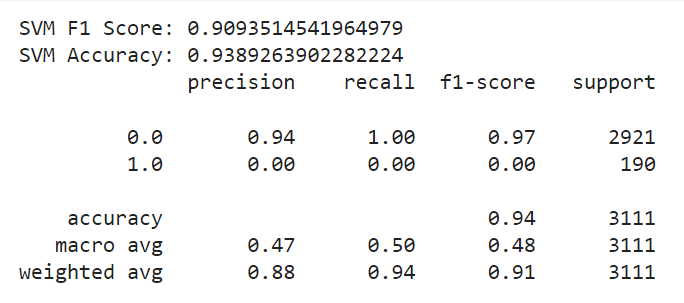 SVM F1 Score: 0.9093514541964979
SVM Accuracy: 0.9389263902282224
precision recall f1-score support
0.0 0.94 1.00 0.97 2921
1.0 0.00 0.00 0.00 190
accuracy 0.94 3111
macro avg 0.47 0.50 0.48 3111
weighted avg 0.88 0.94 0.91 3111